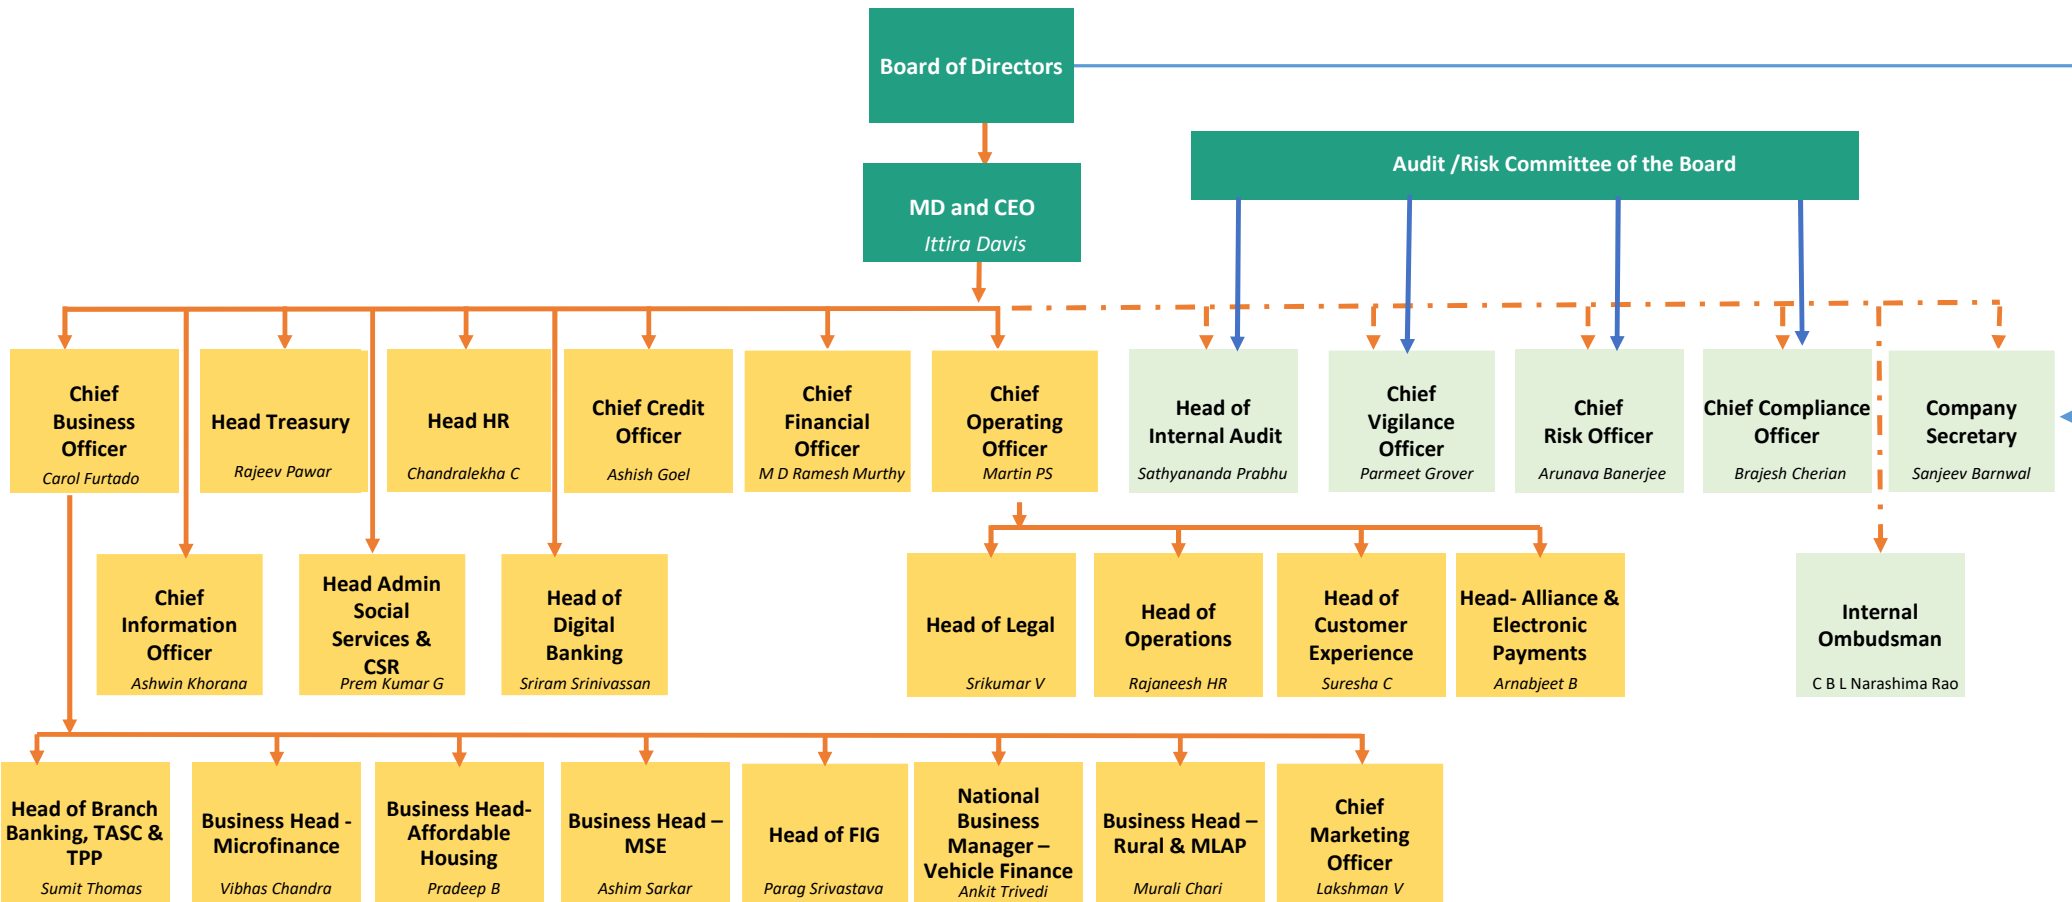 Board of Directors
Audit /Risk Committee of the Board
MD and CEO
Ittira Davis
Chief
Business
Officer
Carol Furtado
Head Treasury
Rajeev Pawar
Head HR
Chandralekha C
Chief Credit
Officer
Ashish Goel
Chief
Financial
Officer
M D Ramesh Murthy
Chief
Operating
Officer
Martin PS
Head of
Internal Audit
Sathyananda Prabhu
Chief
Vigilance
Officer
Parmeet Grover
Chief
Risk Officer
Arunava Banerjee
Chief Compliance
Officer
Brajesh Cherian
Company
Secretary
Sanjeev Barnwal
Chief
Information
Officer
Ashwin Khorana
Head Admin
Social
Services &
CSR
Prem Kumar G
Head of
Digital
Banking
Sriram Srinivassan
Head of Legal
Srikumar V
Head of
Operations
Rajaneesh HR
Head of
Customer
Experience
Suresha C
Head- Alliance &
Electronic
Payments
Arnabjeet B
Internal
Ombudsman
C B L Narashima Rao
Head of Branch
Banking, TASC &
TPP
Sumit Thomas
Business Head -
Microfinance
Vibhas Chandra
Business Head-
Affordable
Housing
Pradeep B
Business Head –
MSE
Ashim Sarkar
Head of FIG
Parag Srivastava
National
Business
Manager –
Vehicle Finance
Ankit Trivedi
Business Head –
Rural & MLAP
Murali Chari
Chief
Marketing
Officer
Lakshman V